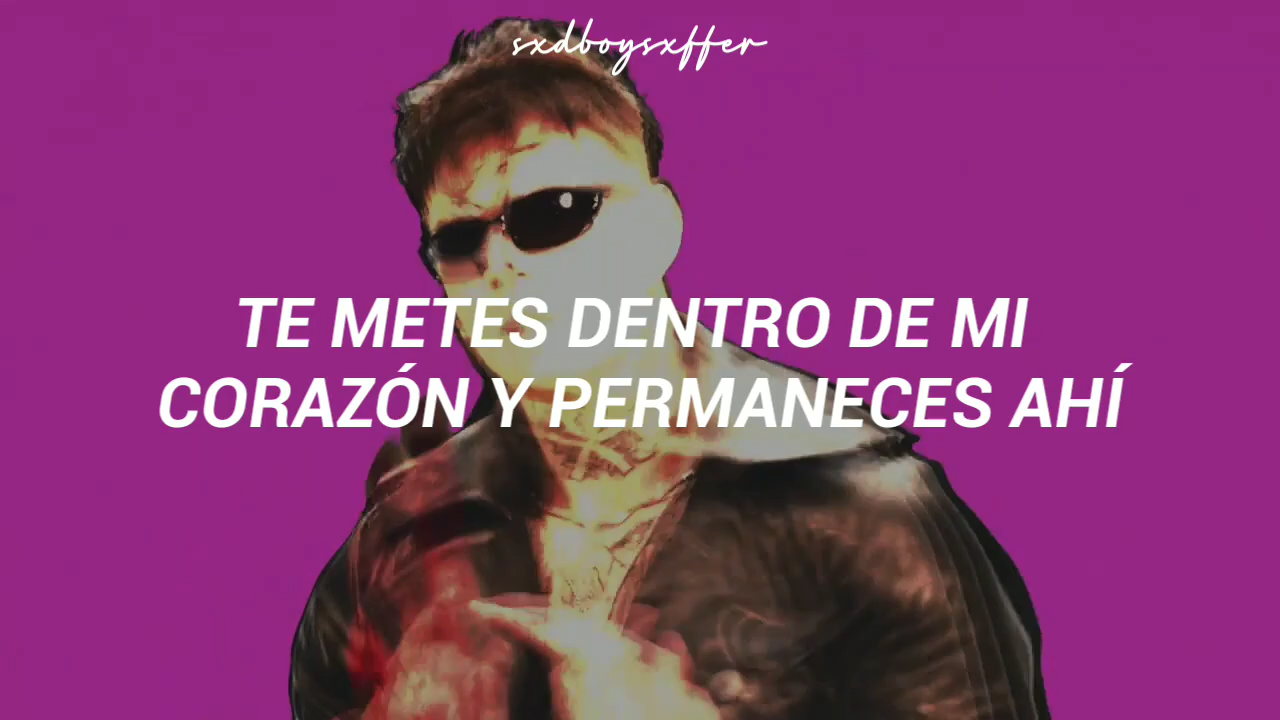 sxdboysxffer
TE METES DENTRO DE MI
CORAZÓN Y PERMANECES AHÍ